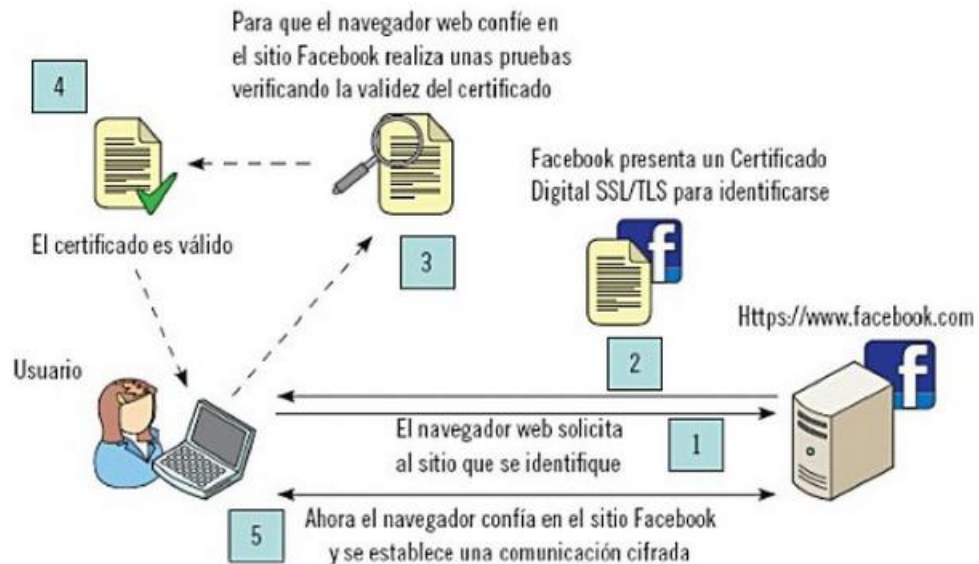 Para que el navegador web confíe en
el sitio Facebook realiza unas pruebas
verificando la validez del certificado
4
Facebook presenta un Certificado
Digital SSL/TLS para identificarse
El certificado es válido
3
f
Https://www.facebook.com
2
f
Usuario
El navegador web solicita
al sitio que se identifique
1
5
Ahora el navegador confía en el sitio Facebook
y se establece una comunicación cifrada